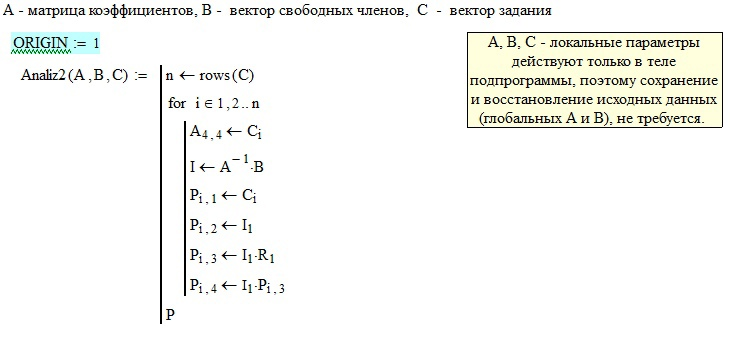 A - матрица коэффициентов, B - вектор свободных членов, C - вектор задания
ORIGIN := 1
Analiz2(A,B,C) := n ← rows(C)
for i ∈ 1,2..n
A₄,₄ ← Cᵢ
I ← A⁻¹·B
Pᵢ,₁ ← Cᵢ
Pᵢ,₂ ← I₁
Pᵢ,₃ ← I₁·R₁
Pᵢ,₄ ← I₁·Pᵢ,₃
P
A, B, C - локальные параметры
действуют только в теле
подпрограммы, поэтому сохранение
и восстановление исходных данных
(глобальных A и B), не требуется.